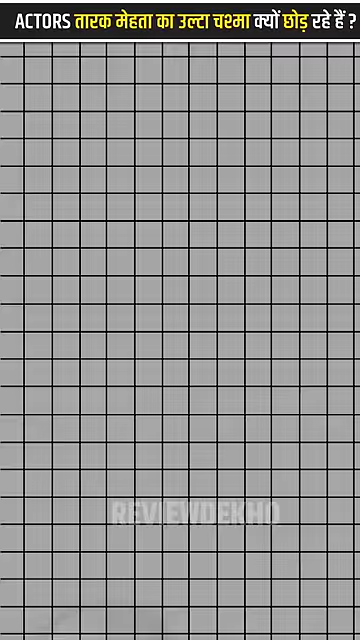 ACTORS तारक मेहता का उल्टा चश्मा क्यों छोड़ रहे हैं ?
REVIEWDEKHO